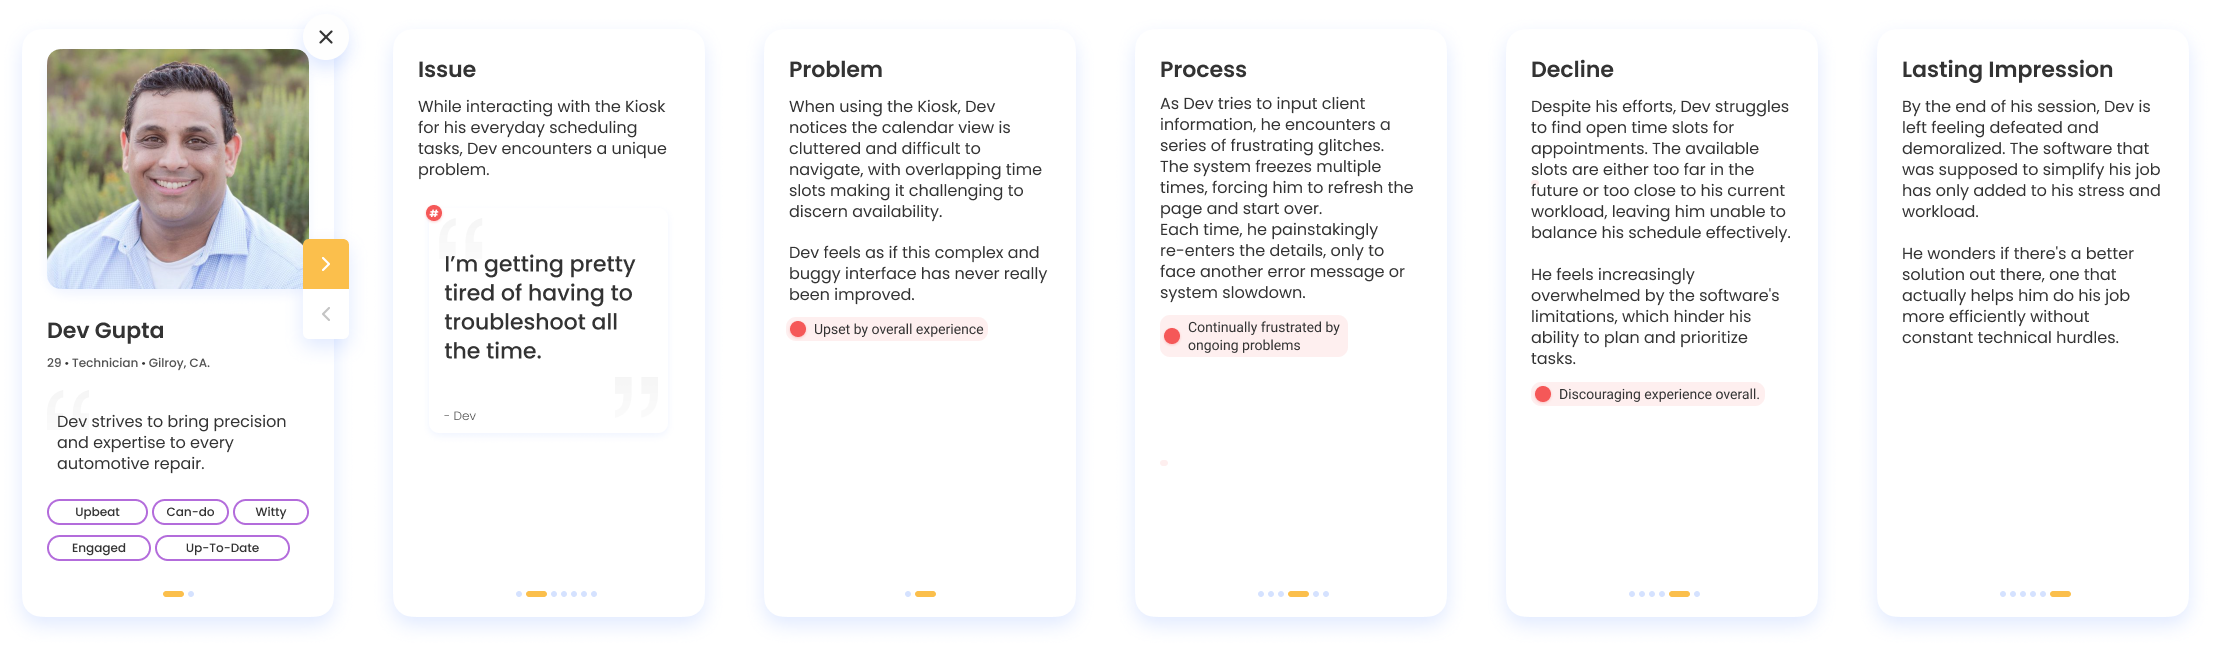 Dev Gupta
29 • Technician • Gilroy, CA.
“
Dev strives to bring precision
and expertise to every
automotive repair.
Upbeat
Can-do
Witty
Engaged
Up-To-Date
Issue
While interacting with the Kiosk
for his everyday scheduling
tasks, Dev encounters a unique
problem.
#
“
I’m getting pretty
tired of having to
troubleshoot all
the time.
”
- Dev
Problem
When using the Kiosk, Dev
notices the calendar view is
cluttered and difficult to
navigate, with overlapping time
slots making it challenging to
discern availability.
Dev feels as if this complex and
buggy interface has never really
been improved.
Upset by overall experience
Process
As Dev tries to input client
information, he encounters a
series of frustrating glitches.
The system freezes multiple
times, forcing him to refresh the
page and start over.
Each time, he painstakingly
re-enters the details, only to
face another error message or
system slowdown.
Continually frustrated by
ongoing problems
Decline
Despite his efforts, Dev struggles
to find open time slots for
appointments. The available
slots are either too far in the
future or too close to his current
workload, leaving him unable to
balance his schedule effectively.
He feels increasingly
overwhelmed by the software's
limitations, which hinder his
ability to plan and prioritize
tasks.
Discouraging experience overall.
Lasting Impression
By the end of his session, Dev is
left feeling defeated and
demoralized. The software that
was supposed to simplify his job
has only added to his stress and
workload.
He wonders if there's a better
solution out there, one that
actually helps him do his job
more efficiently without
constant technical hurdles.